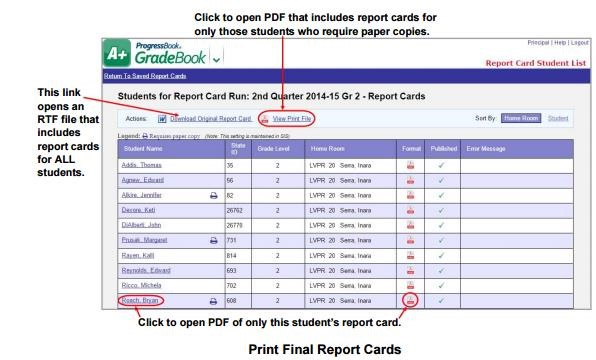 Click to open PDF that includes report cards for
only those students who require paper copies.
Principal | Help | Logout
A+ ProgressBook.
GradeBook
Report Card Student List
Return To Saved Report Cards
This link
opens an
RTF file that
includes
report cards
for ALL
students.
Students for Report Card Run: 2nd Quarter 2014-15 Gr 2 - Report Cards
Actions: Download Original Report Card View Print File Sort By: Home Room Student
Legend: Requires paper copy (Note: This setting is maintained in SIS)
Student Name State ID Grade Level Home Room Format Published Error Message
Addis, Thomas 35 2 LVPR 20 Serra, Inara
Agnew, Edward 56 2 LVPR 20 Serra, Inara
Alkire, Jennifer 82 2 LVPR 20 Serra, Inara
Devore, Keti 26762 2 LVPR 20 Serra, Inara
DiAlberti, John 26770 2 LVPR 20 Serra, Inara
Prusak, Margaret 731 2 LVPR 20 Serra, Inara
Rayen, Kalli 814 2 LVPR 20 Serra, Inara
Reynolds, Edward 693 2 LVPR 20 Serra, Inara
Ricco, Michela 702 2 LVPR 20 Serra, Inara
Roach, Bryan 608 2 LVPR 20 Serra, Inara
Click to open PDF of only this student's report card.
Print Final Report Cards